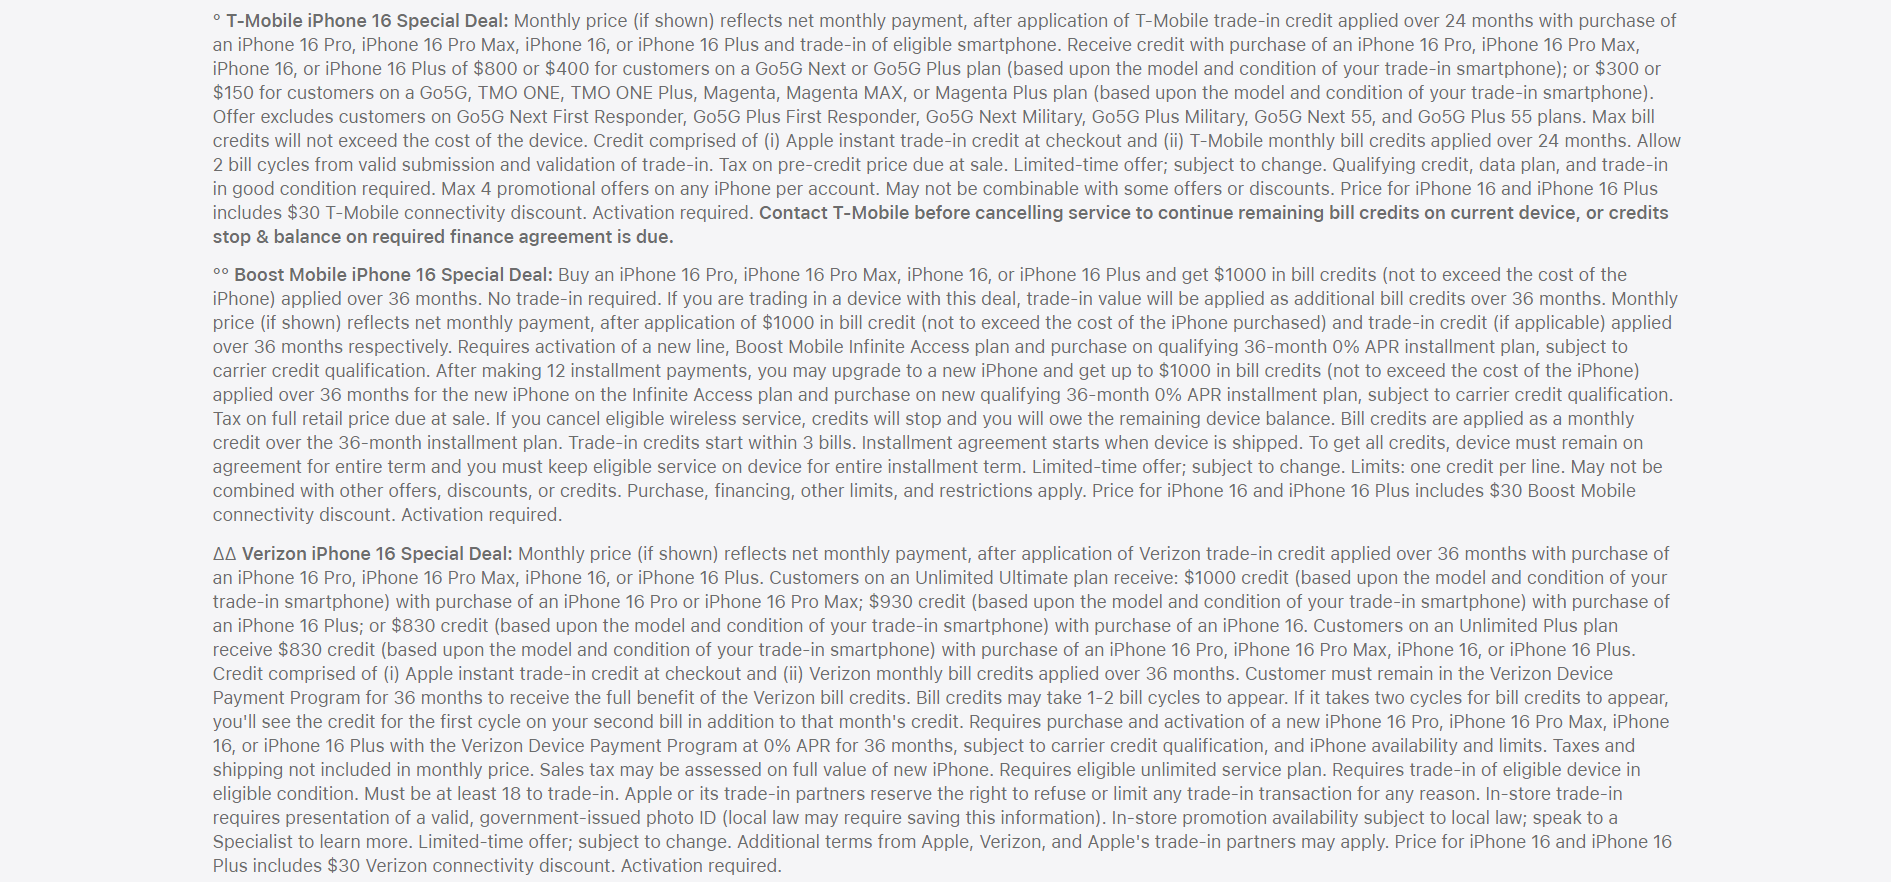 ° T-Mobile iPhone 16 Special Deal: Monthly price (if shown) reflects net monthly payment, after application of T-Mobile trade-in credit applied over 24 months with purchase of
an iPhone 16 Pro, iPhone 16 Pro Max, iPhone 16, or iPhone 16 Plus and trade-in of eligible smartphone. Receive credit with purchase of an iPhone 16 Pro, iPhone 16 Pro Max,
iPhone 16, or iPhone 16 Plus of $800 or $400 for customers on a Go5G Next or Go5G Plus plan (based upon the model and condition of your trade-in smartphone); or $300 or
$150 for customers on a Go5G, TMO ONE, TMO ONE Plus, Magenta, Magenta MAX, or Magenta Plus plan (based upon the model and condition of your trade-in smartphone).
Offer excludes customers on Go5G Next First Responder, Go5G Plus First Responder, Go5G Next Military, Go5G Plus Military, Go5G Next 55, and Go5G Plus 55 plans. Max bill
credits will not exceed the cost of the device. Credit comprised of (i) Apple instant trade-in credit at checkout and (ii) T-Mobile monthly bill credits applied over 24 months. Allow
2 bill cycles from valid submission and validation of trade-in. Tax on pre-credit price due at sale. Limited-time offer; subject to change. Qualifying credit, data plan, and trade-in
in good condition required. Max 4 promotional offers on any iPhone per account. May not be combinable with some offers or discounts. Price for iPhone 16 and iPhone 16 Plus
includes $30 T-Mobile connectivity discount. Activation required. Contact T-Mobile before cancelling service to continue remaining bill credits on current device, or credits
stop & balance on required finance agreement is due.
°° Boost Mobile iPhone 16 Special Deal: Buy an iPhone 16 Pro, iPhone 16 Pro Max, iPhone 16, or iPhone 16 Plus and get $1000 in bill credits (not to exceed the cost of the
iPhone) applied over 36 months. No trade-in required. If you are trading in a device with this deal, trade-in value will be applied as additional bill credits over 36 months. Monthly
price (if shown) reflects net monthly payment, after application of $1000 in bill credit (not to exceed the cost of the iPhone purchased) and trade-in credit (if applicable) applied
over 36 months respectively. Requires activation of a new line, Boost Mobile Infinite Access plan and purchase on qualifying 36-month 0% APR installment plan, subject to
carrier credit qualification. After making 12 installment payments, you may upgrade to a new iPhone and get up to $1000 in bill credits (not to exceed the cost of the iPhone)
applied over 36 months for the new iPhone on the Infinite Access plan and purchase on new qualifying 36-month 0% APR installment plan, subject to carrier credit qualification.
Tax on full retail price due at sale. If you cancel eligible wireless service, credits will stop and you will owe the remaining device balance. Bill credits are applied as a monthly
credit over the 36-month installment plan. Trade-in credits start within 3 bills. Installment agreement starts when device is shipped. To get all credits, device must remain on
agreement for entire term and you must keep eligible service on device for entire installment term. Limited-time offer; subject to change. Limits: one credit per line. May not be
combined with other offers, discounts, or credits. Purchase, financing, other limits, and restrictions apply. Price for iPhone 16 and iPhone 16 Plus includes $30 Boost Mobile
connectivity discount. Activation required.
ΔΔ Verizon iPhone 16 Special Deal: Monthly price (if shown) reflects net monthly payment, after application of Verizon trade-in credit applied over 36 months with purchase of
an iPhone 16 Pro, iPhone 16 Pro Max, iPhone 16, or iPhone 16 Plus. Customers on an Unlimited Ultimate plan receive: $1000 credit (based upon the model and condition of your
trade-in smartphone) with purchase of an iPhone 16 Pro or iPhone 16 Pro Max; $930 credit (based upon the model and condition of your trade-in smartphone) with purchase of
an iPhone 16 Plus; or $830 credit (based upon the model and condition of your trade-in smartphone) with purchase of an iPhone 16. Customers on an Unlimited Plus plan
receive $830 credit (based upon the model and condition of your trade-in smartphone) with purchase of an iPhone 16 Pro, iPhone 16 Pro Max, iPhone 16, or iPhone 16 Plus.
Credit comprised of (i) Apple instant trade-in credit at checkout and (ii) Verizon monthly bill credits applied over 36 months. Customer must remain in the Verizon Device
Payment Program for 36 months to receive the full benefit of the Verizon bill credits. Bill credits may take 1-2 bill cycles to appear. If it takes two cycles for bill credits to appear,
you'll see the credit for the first cycle on your second bill in addition to that month's credit. Requires purchase and activation of a new iPhone 16 Pro, iPhone 16 Pro Max, iPhone
16, or iPhone 16 Plus with the Verizon Device Payment Program at 0% APR for 36 months, subject to carrier credit qualification, and iPhone availability and limits. Taxes and
shipping not included in monthly price. Sales tax may be assessed on full value of new iPhone. Requires eligible unlimited service plan. Requires trade-in of eligible device in
eligible condition. Must be at least 18 to trade-in. Apple or its trade-in partners reserve the right to refuse or limit any trade-in transaction for any reason. In-store trade-in
requires presentation of a valid, government-issued photo ID (local law may require saving this information). In-store promotion availability subject to local law; speak to a
Specialist to learn more. Limited-time offer; subject to change. Additional terms from Apple, Verizon, and Apple's trade-in partners may apply. Price for iPhone 16 and iPhone 16
Plus includes $30 Verizon connectivity discount. Activation required.